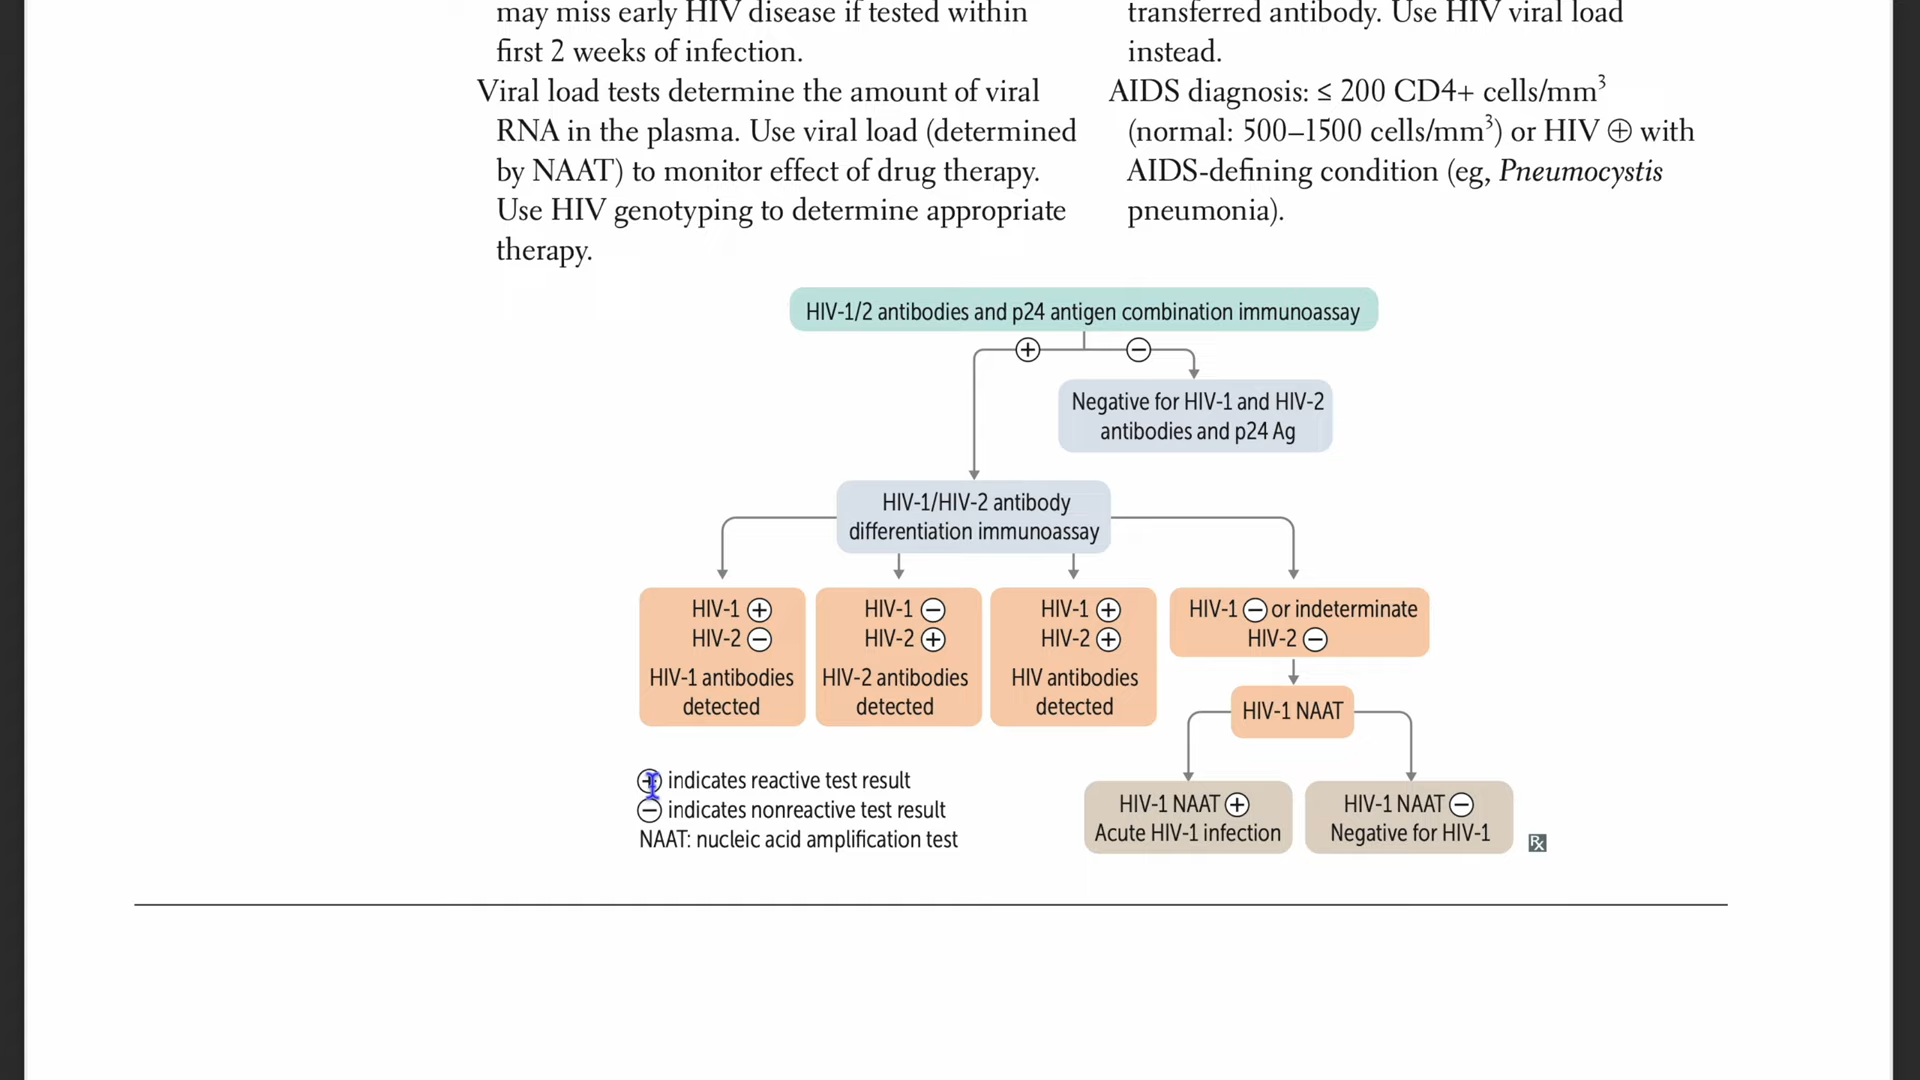 may miss early HIV disease if tested within
first 2 weeks of infection.
Viral load tests determine the amount of viral
RNA in the plasma. Use viral load (determined
by NAAT) to monitor effect of drug therapy.
Use HIV genotyping to determine appropriate
therapy.
transferred antibody. Use HIV viral load
instead.
AIDS diagnosis: ≤ 200 CD4+ cells/mm³
(normal: 500–1500 cells/mm³) or HIV ⊕ with
AIDS-defining condition (eg, Pneumocystis
pneumonia).
HIV-1/2 antibodies and p24 antigen combination immunoassay
⊕ ⊖
Negative for HIV-1 and HIV-2
antibodies and p24 Ag
HIV-1/HIV-2 antibody
differentiation immunoassay
HIV-1 ⊕
HIV-2 ⊖
HIV-1 antibodies
detected
HIV-1 ⊖
HIV-2 ⊕
HIV-2 antibodies
detected
HIV-1 ⊕
HIV-2 ⊕
HIV antibodies
detected
HIV-1 ⊖ or indeterminate
HIV-2 ⊖
HIV-1 NAAT
HIV-1 NAAT ⊕
Acute HIV-1 infection
HIV-1 NAAT ⊖
Negative for HIV-1
⊕ indicates reactive test result
⊖ indicates nonreactive test result
NAAT: nucleic acid amplification test
Rx